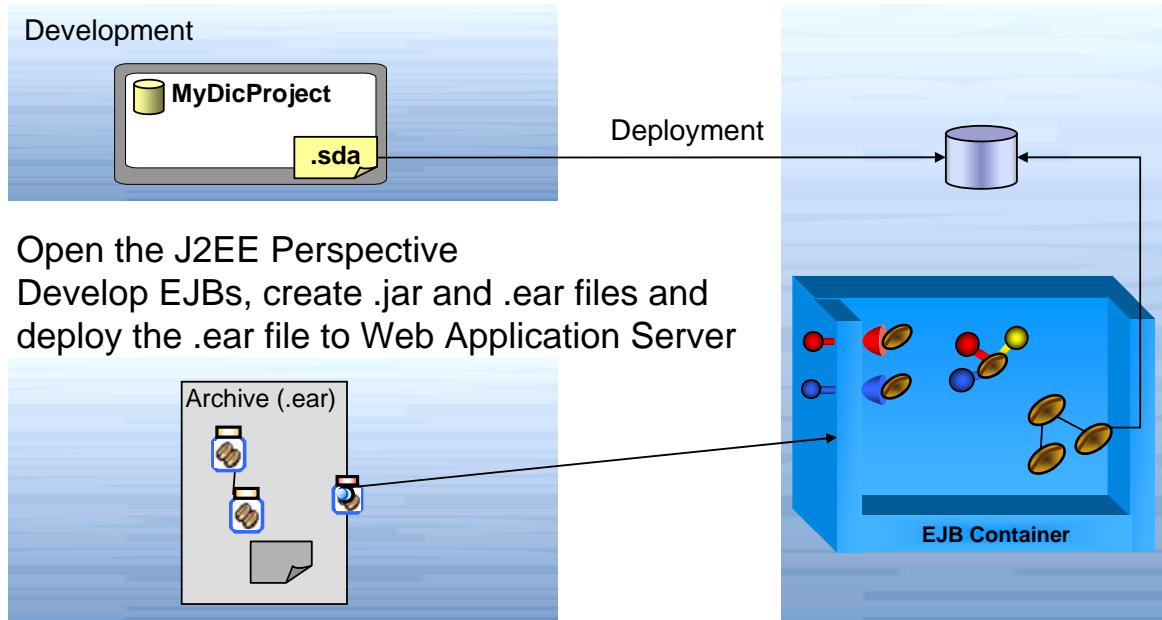 Development
MyDicProject
.sda
Deployment
Open the J2EE Perspective
Develop EJBs, create .jar and .ear files and
deploy the .ear file to Web Application Server
Archive (.ear)
EJB Container